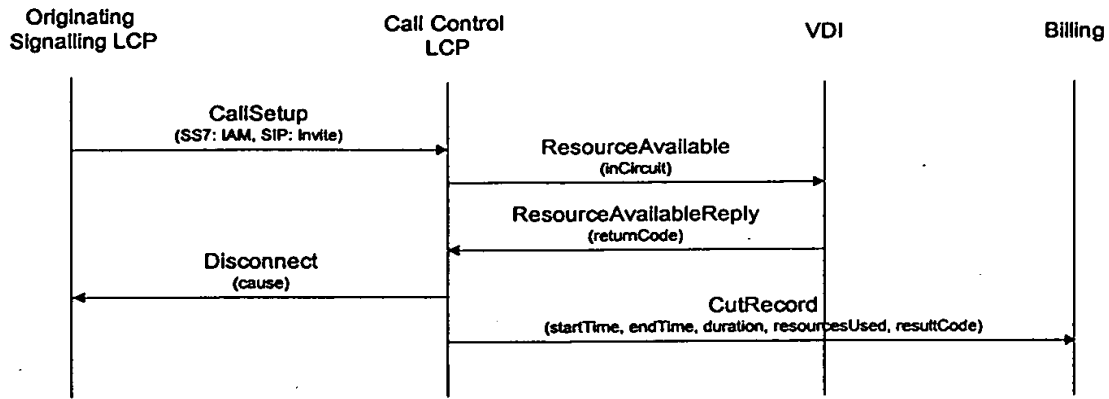 Originating
Signalling LCP
Call Control
LCP
VDI
Billing
CallSetup
(SS7: IAM, SIP: Invite)
ResourceAvailable
(inCircuit)
ResourceAvailableReply
(returnCode)
Disconnect
(cause)
CutRecord
(startTime, endTime, duration, resourcesUsed, resultCode)